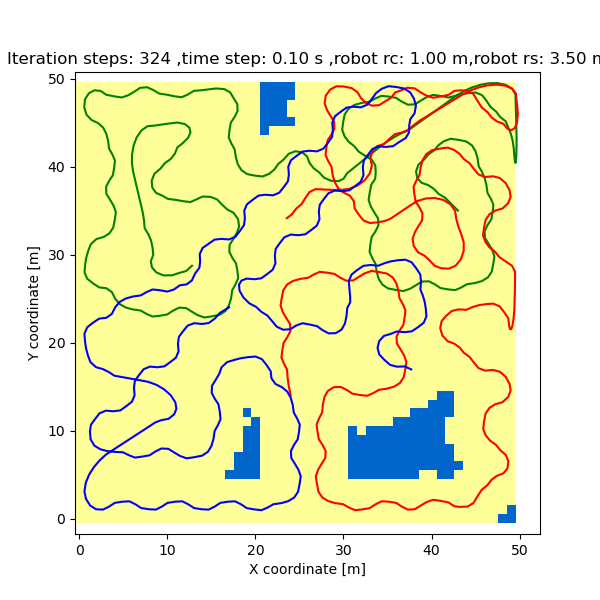 Iteration steps: 324 ,time step: 0.10 s ,robot rc: 1.00 m,robot rs: 3.50 m
50
40
30
20
10
0
Y coordinate [m]
0 10 20 30 40 50
X coordinate [m]